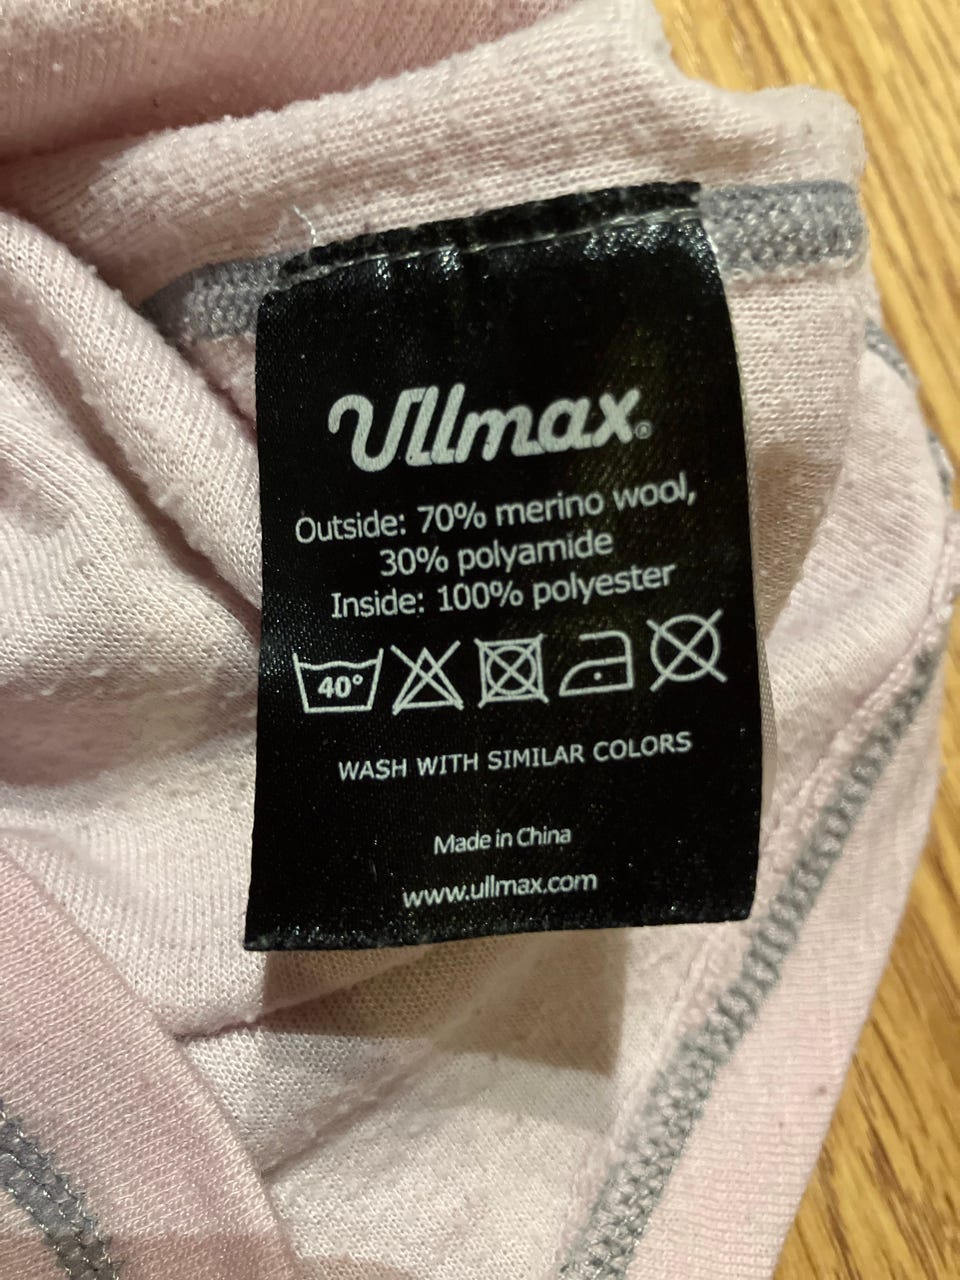 Ullmax®
Outside: 70% merino wool,
30% polyamide
Inside: 100% polyester
40°
WASH WITH SIMILAR COLORS
Made in China
www.ullmax.com